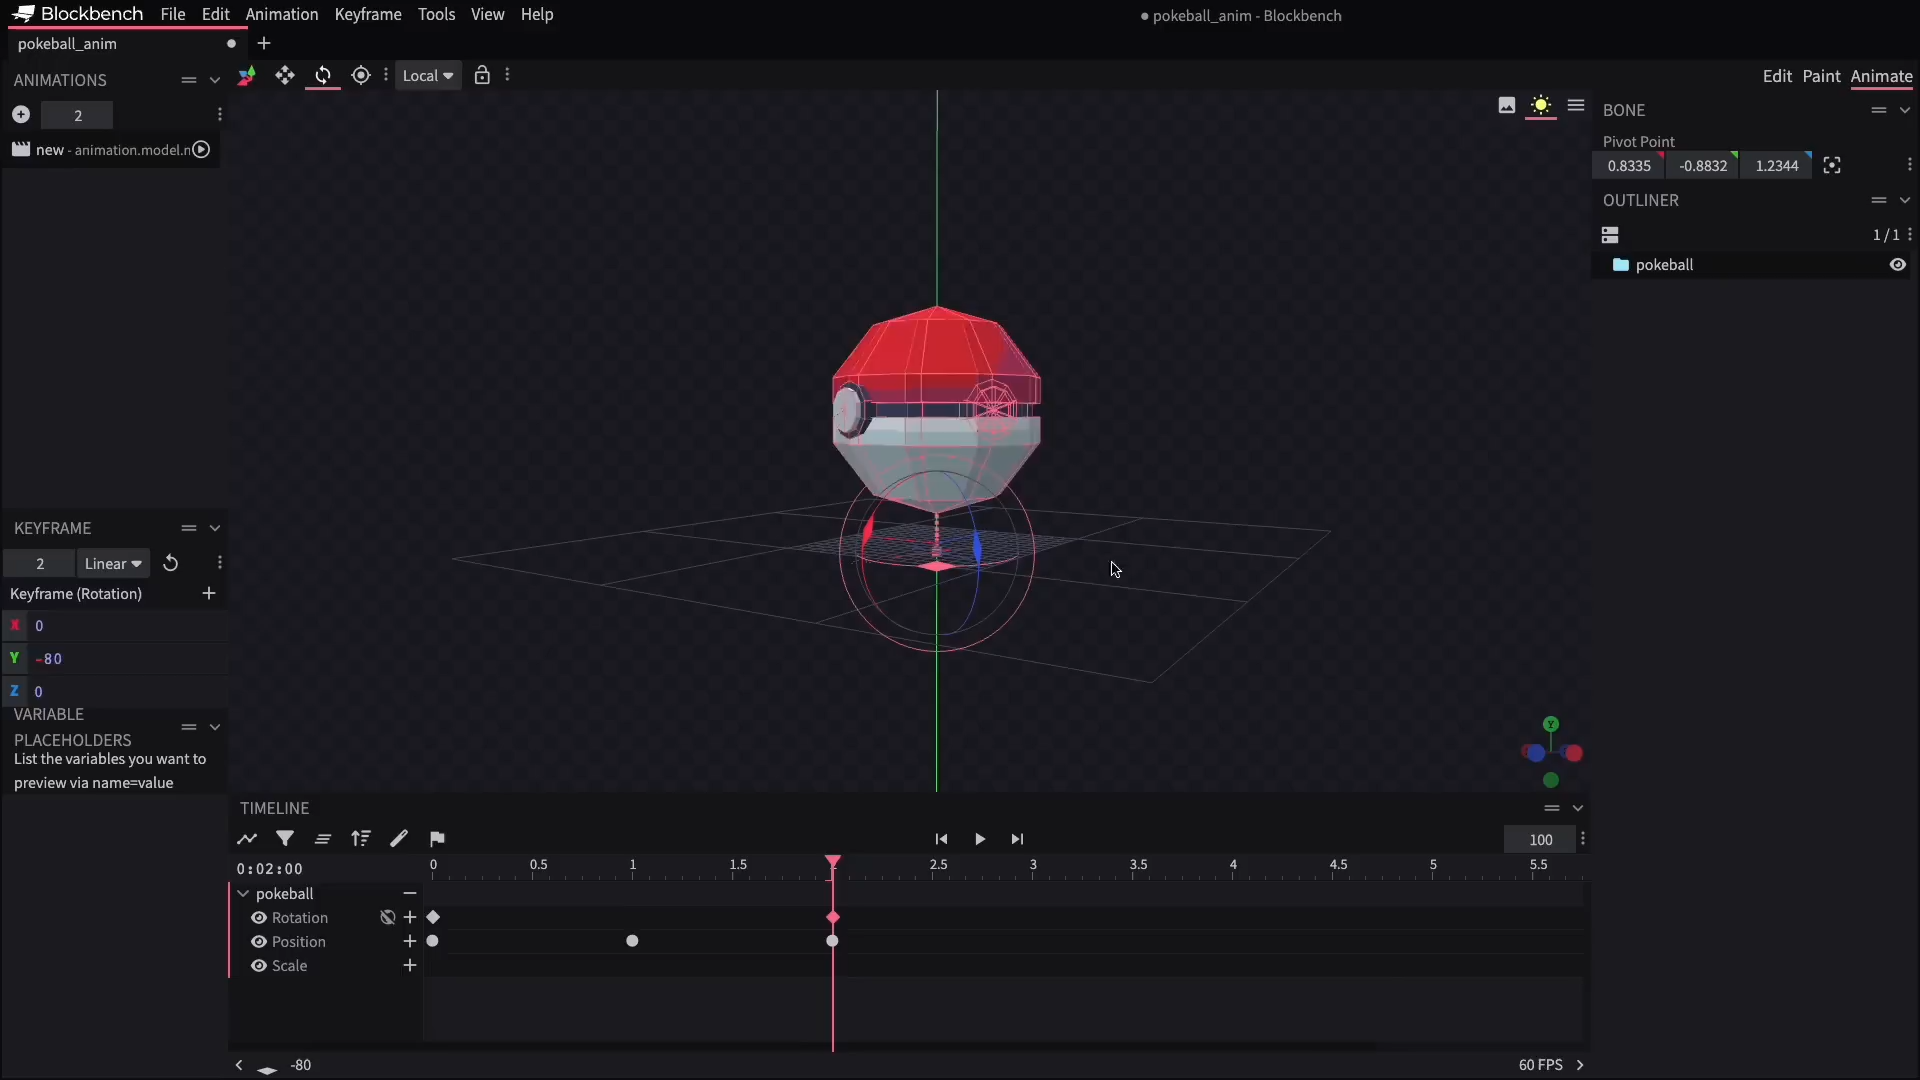 Blockbench File Edit Animation Keyframe Tools View Help
pokeball_anim - Blockbench
pokeball_anim
ANIMATIONS
Local
Edit Paint Animate
2
new - animation.model.n
BONE
Pivot Point
0.8335 -0.8832 1.2344
OUTLINER
1 / 1
pokeball
KEYFRAME
2 Linear
Keyframe (Rotation)
X 0
Y -80
Z 0
VARIABLE
PLACEHOLDERS
List the variables you want to
preview via name=value
Y
TIMELINE
100
0:02:00
0 0.5 1 1.5 2 2.5 3 3.5 4 4.5 5 5.5
pokeball
Rotation
Position
Scale
-80
60 FPS